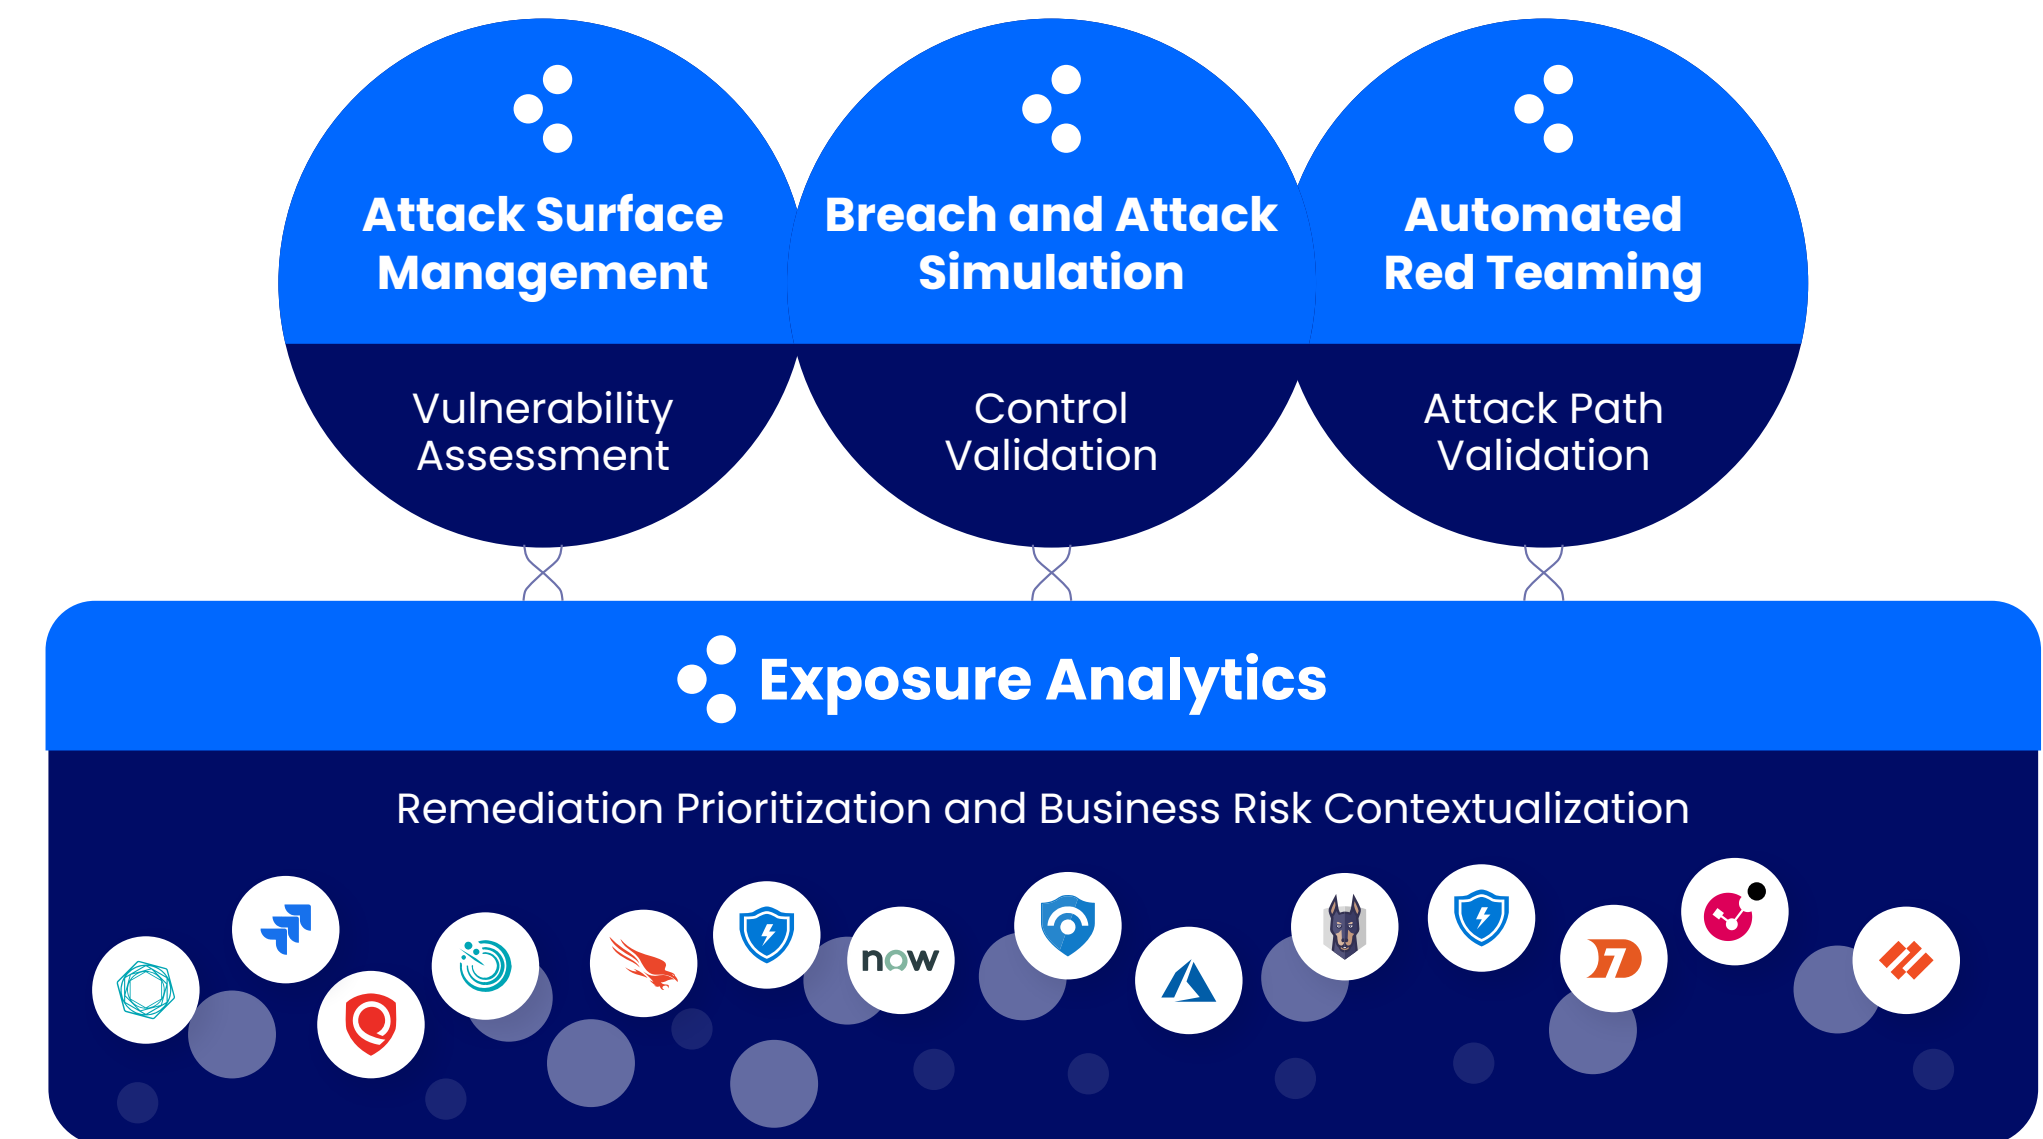 Attack Surface
Management
Vulnerability
Assessment
Breach and Attack
Simulation
Control
Validation
Automated
Red Teaming
Attack Path
Validation
Exposure Analytics
Remediation Prioritization and Business Risk Contextualization
now